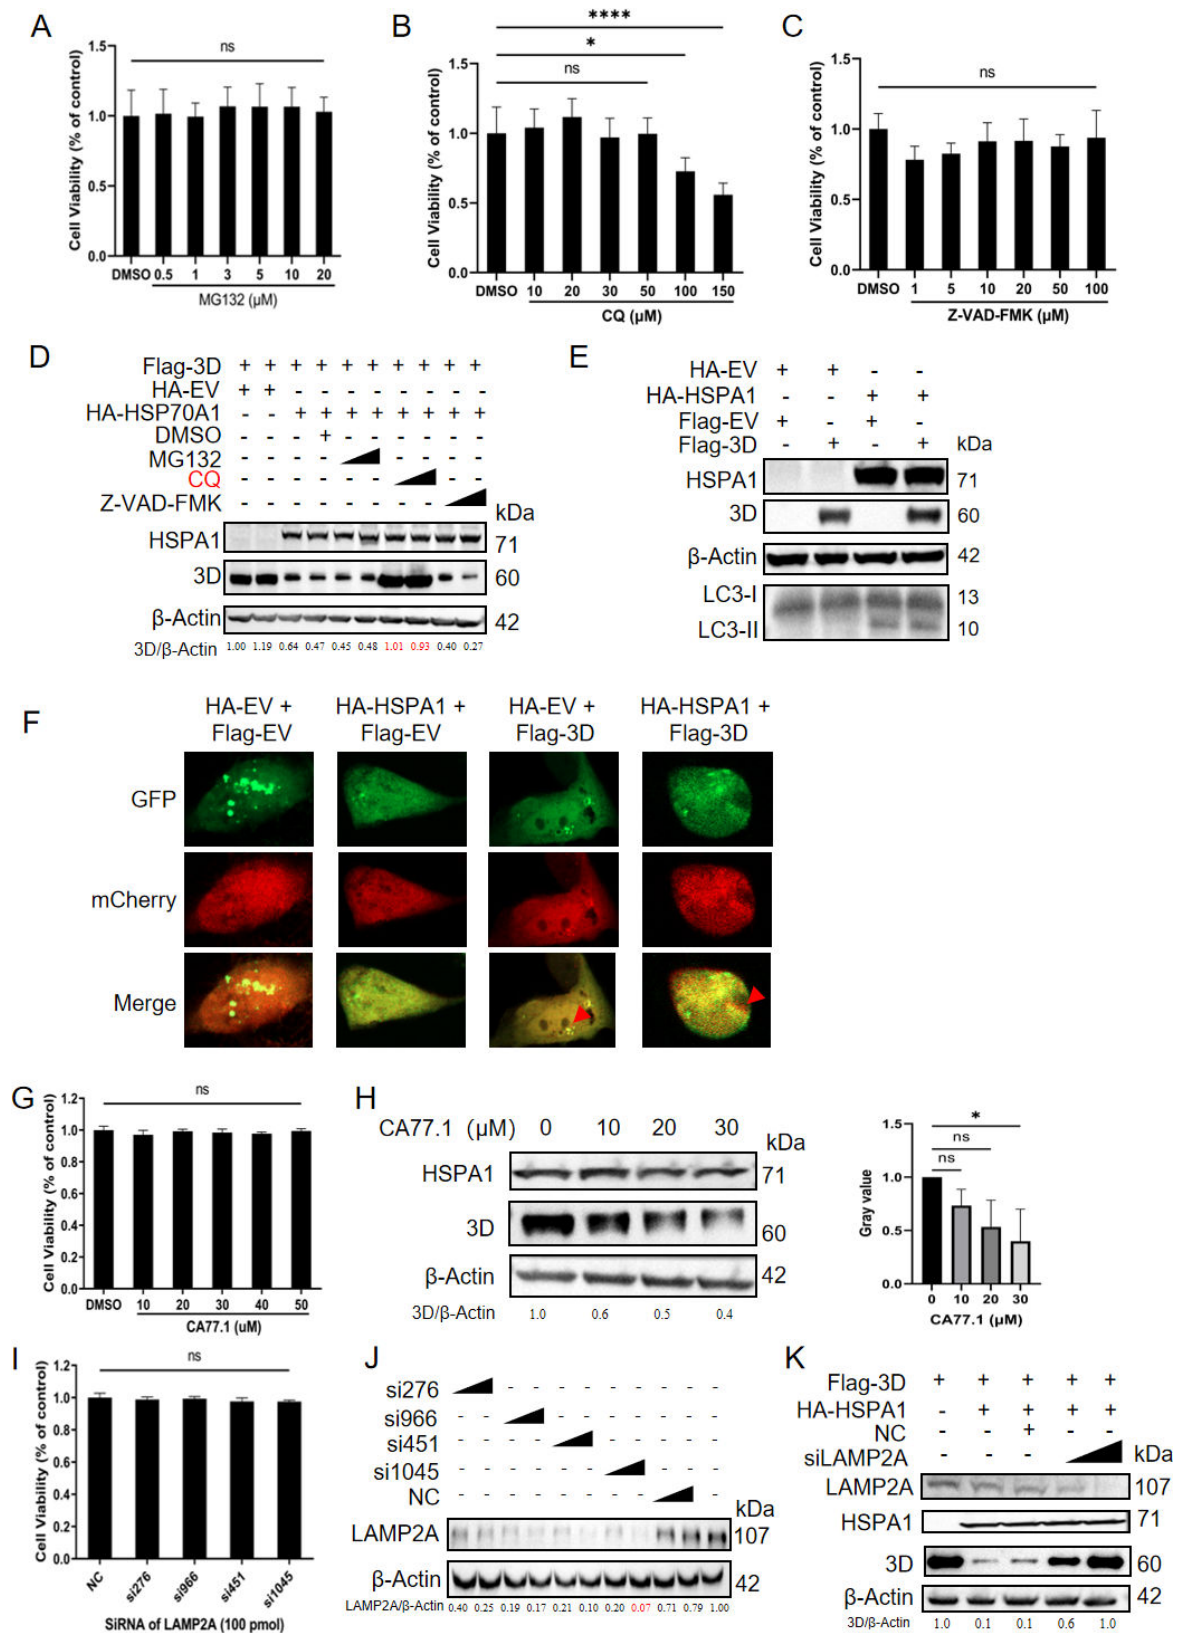 A
Cell Viability (% of control)
1.5
1.0
0.5
0.0
ns
DMSO 0.5 1 3 5 10 20
MG132 (µM)
B
Cell Viability (% of control)
1.5
1.0
0.5
0.0
****
*
ns
DMSO 10 20 30 50 100 150
CQ (µM)
C
Cell Viability (% of control)
1.5
1.0
0.5
0.0
ns
DMSO 1 5 10 20 50 100
Z-VAD-FMK (µM)
D
Flag-3D + + + + + + + + + +
HA-EV + + - - - - - - - -
HA-HSP70A1 - - + + + + + + + +
DMSO - - - + - - - - - -
MG132 - - - - - - - -
CQ - - - - - - - -
Z-VAD-FMK - - - - - - - -
kDa
HSPA1 71
3D 60
β-Actin 42
3D/β-Actin 1.00 1.19 0.64 0.47 0.45 0.48 1.01 0.93 0.40 0.27
E
HA-EV + + - -
HA-HSPA1 - - + +
Flag-EV + - + -
Flag-3D - + - + kDa
HSPA1 71
3D 60
β-Actin 42
LC3-I 13
LC3-II 10
F
HA-EV + Flag-EV
HA-HSPA1 + Flag-EV
HA-EV + Flag-3D
HA-HSPA1 + Flag-3D
GFP
mCherry
Merge
G
Cell Viability (% of control)
1.2
1.0
0.8
0.6
0.4
0.2
0.0
ns
DMSO 10 20 30 40 50
CA77.1 (uM)
H
CA77.1 (µM) 0 10 20 30
kDa
HSPA1 71
3D 60
β-Actin 42
3D/β-Actin 1.0 0.6 0.5 0.4
Gray value
1.5
1.0
0.5
0.0
*
ns
ns
0 10 20 30
CA77.1 (µM)
I
Cell Viability (% of control)
1.2
1.0
0.8
0.6
0.4
0.2
0.0
ns
NC si276 si966 si451 si1045
SiRNA of LAMP2A (100 pmol)
J
si276 - - - - - - - - -
si966 - - - - - - - - -
si451 - - - - - - - - -
si1045 - - - - - - - - -
NC - - - - - - - - -
kDa
LAMP2A 107
β-Actin 42
LAMP2A/β-Actin 0.40 0.25 0.19 0.17 0.21 0.10 0.20 0.07 0.71 0.79 1.00
K
Flag-3D + + + + +
HA-HSPA1 - + + + +
NC - - + - -
siLAMP2A - - - kDa
LAMP2A 107
HSPA1 71
3D 60
β-Actin 42
3D/β-Actin 1.0 0.1 0.1 0.6 1.0